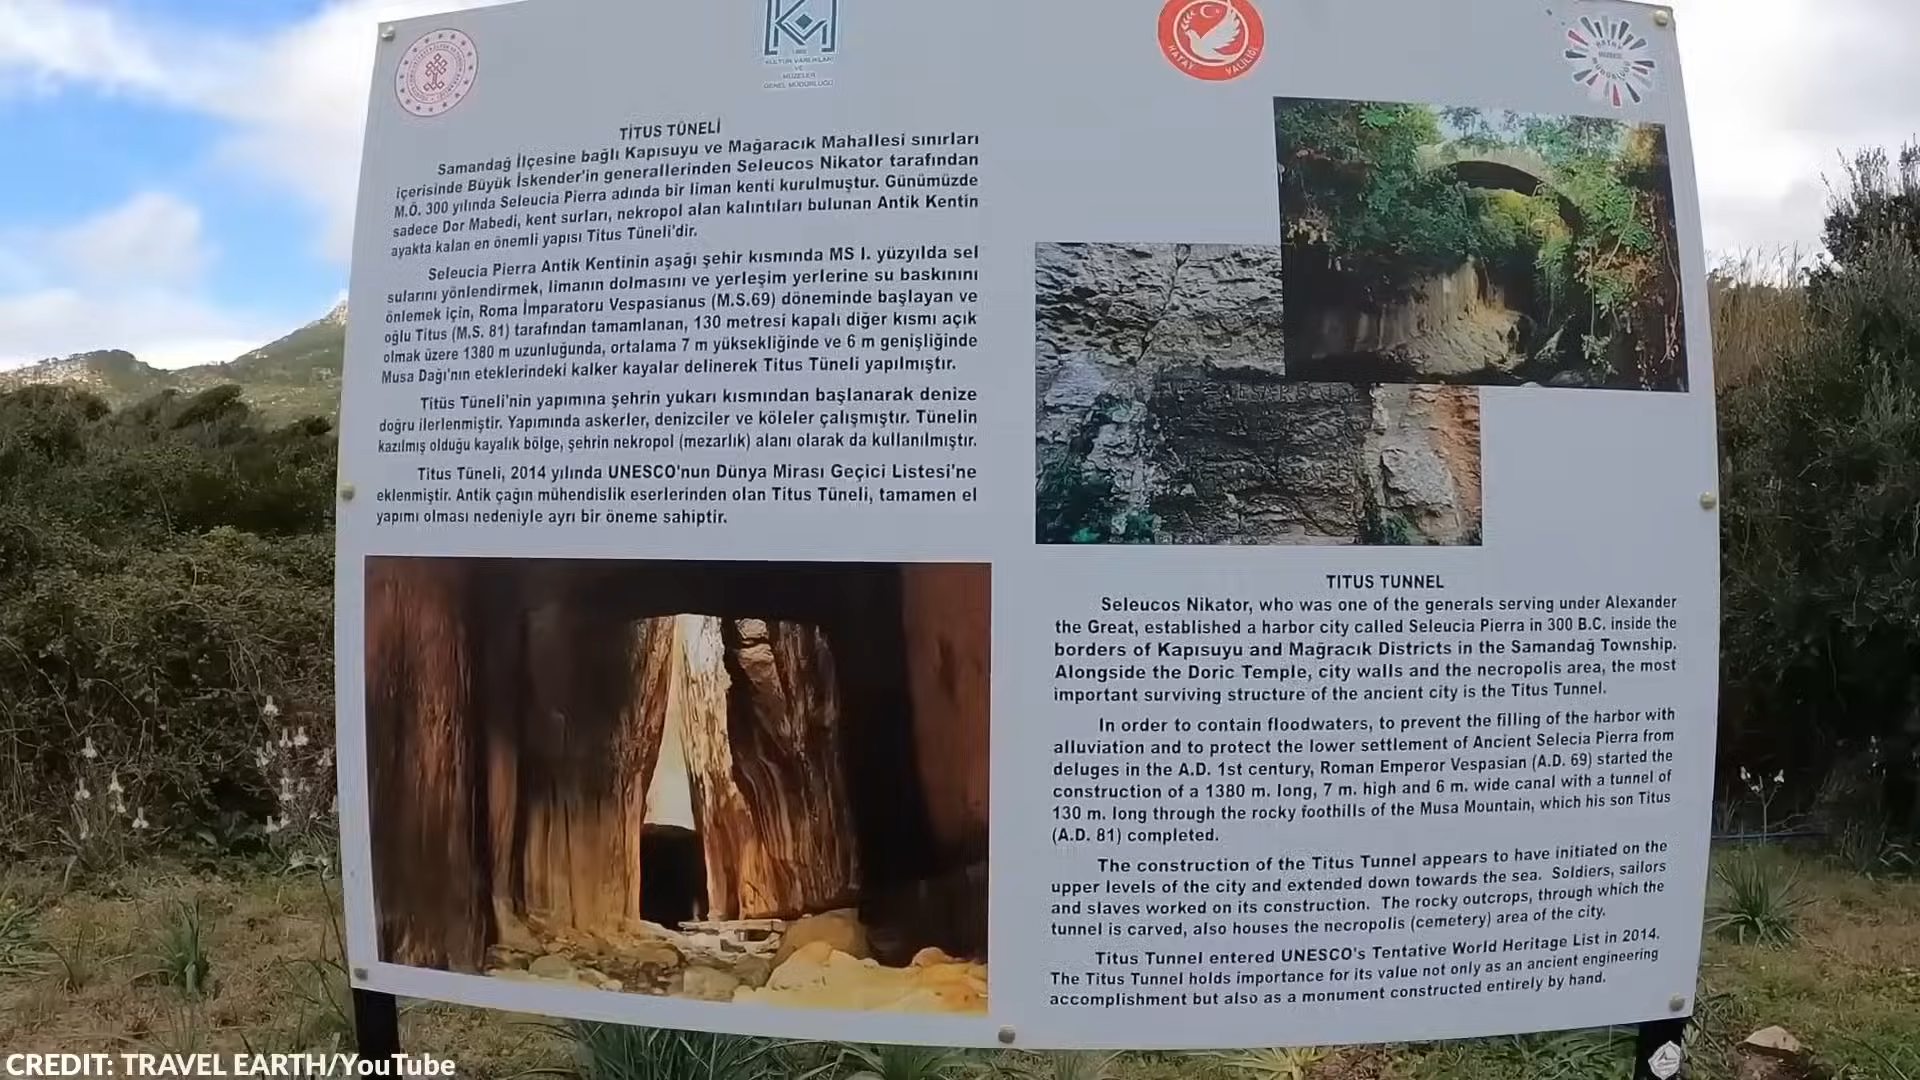 KÜLTÜR VARLIKLARI
VE
MÜZELER
GENEL MÜDÜRLÜĞÜ
HATAY VALİLİĞİ
TİTUS TÜNELİ
Samandağ İlçesine bağlı Kapısuyu ve Mağaracık Mahallesi sınırları
içerisinde Büyük İskender'in generallerinden Seleucos Nikator tarafından
M.Ö. 300 yılında Seleucia Pierra adında bir liman kenti kurulmuştur. Günümüzde
sadece Dor Mabedi, kent surları, nekropol alan kalıntıları bulunan Antik Kentin
ayakta kalan en önemli yapısı Titus Tüneli'dir.
Seleucia Pierra Antik Kentinin aşağı şehir kısmında MS I. yüzyılda sel
sularını yönlendirmek, limanın dolmasını ve yerleşim yerlerine su baskınını
önlemek için, Roma İmparatoru Vespasianus (M.S.69) döneminde başlayan ve
oğlu Titus (M.S. 81) tarafından tamamlanan, 130 metresi kapalı diğer kısmı açık
olmak üzere 1380 m uzunluğunda, ortalama 7 m yüksekliğinde ve 6 m genişliğinde
Musa Dağı'nın eteklerindeki kalker kayalar delinerek Titus Tüneli yapılmıştır.
Titüs Tüneli'nin yapımına şehrin yukarı kısmından başlanarak denize
doğru ilerlenmiştir. Yapımında askerler, denizciler ve köleler çalışmıştır. Tünelin
kazılmış olduğu kayalık bölge, şehrin nekropol (mezarlık) alanı olarak da kullanılmıştır.
Titus Tüneli, 2014 yılında UNESCO'nun Dünya Mirası Geçici Listesi'ne
eklenmiştir. Antik çağın mühendislik eserlerinden olan Titus Tüneli, tamamen el
yapımı olması nedeniyle ayrı bir öneme sahiptir.
TITUS TUNNEL
Seleucos Nikator, who was one of the generals serving under Alexander
the Great, established a harbor city called Seleucia Pierra in 300 B.C. inside the
borders of Kapısuyu and Mağracık Districts in the Samandağ Township.
Alongside the Doric Temple, city walls and the necropolis area, the most
important surviving structure of the ancient city is the Titus Tunnel.
In order to contain floodwaters, to prevent the filling of the harbor with
alluviation and to protect the lower settlement of Ancient Selecia Pierra from
deluges in the A.D. 1st century, Roman Emperor Vespasian (A.D. 69) started the
construction of a 1380 m. long, 7 m. high and 6 m. wide canal with a tunnel of
130 m. long through the rocky foothills of the Musa Mountain, which his son Titus
(A.D. 81) completed.
The construction of the Titus Tunnel appears to have initiated on the
upper levels of the city and extended down towards the sea. Soldiers, sailors
and slaves worked on its construction. The rocky outcrops, through which the
tunnel is carved, also houses the necropolis (cemetery) area of the city.
Titus Tunnel entered UNESCO's Tentative World Heritage List in 2014.
The Titus Tunnel holds importance for its value not only as an ancient engineering
accomplishment but also as a monument constructed entirely by hand.
CREDIT: TRAVEL EARTH/YouTube